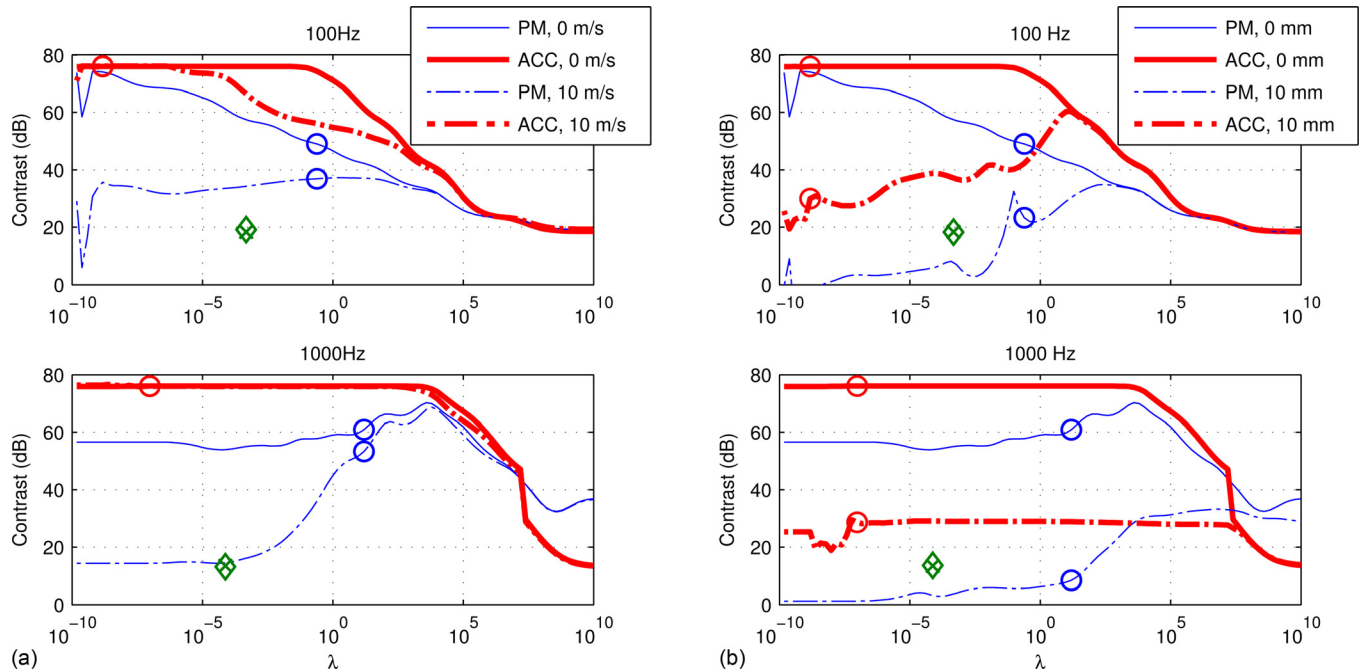 100Hz
PM, 0 m/s
ACC, 0 m/s
PM, 10 m/s
ACC, 10 m/s
Contrast (dB)
80
60
40
20
0
10^−10
10^−5
10^0
10^5
10^10
1000Hz
Contrast (dB)
80
60
40
20
0
10^−10
10^−5
10^0
10^5
10^10
λ
(a)
100 Hz
PM, 0 mm
ACC, 0 mm
PM, 10 mm
ACC, 10 mm
Contrast (dB)
80
60
40
20
0
10^−10
10^−5
10^0
10^5
10^10
1000 Hz
Contrast (dB)
80
60
40
20
0
10^−10
10^−5
10^0
10^5
10^10
λ
(b)